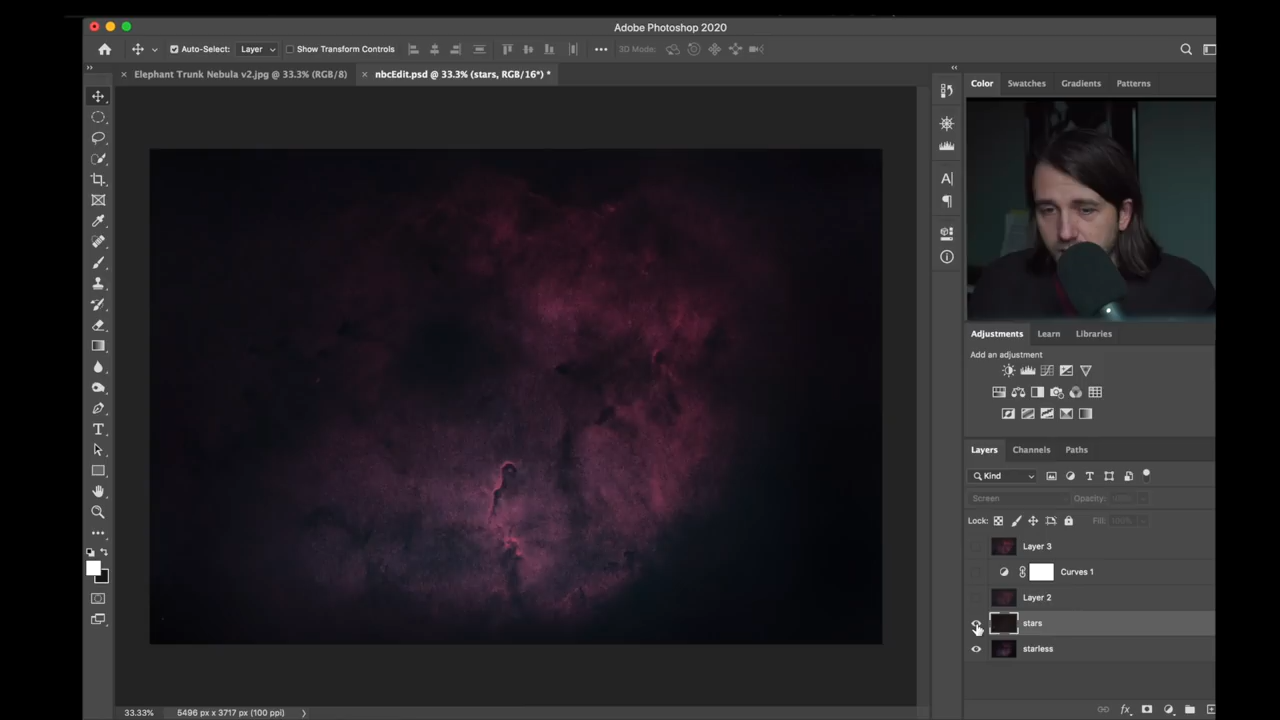 Adobe Photoshop 2020
Auto-Select: Layer Show Transform Controls ••• 3D Mode:
× Elephant Trunk Nebula v2.jpg @ 33.3% (RGB/8) × nbcEdit.psd @ 33.3% (stars, RGB/16*) *
Color Swatches Gradients Patterns
Adjustments Learn Libraries
Add an adjustment
Layers Channels Paths
Kind
Screen Opacity: 100%
Lock: Fill: 100%
Layer 3
Curves 1
Layer 2
stars
starless
33.33% 5496 px x 3717 px (100 ppi)